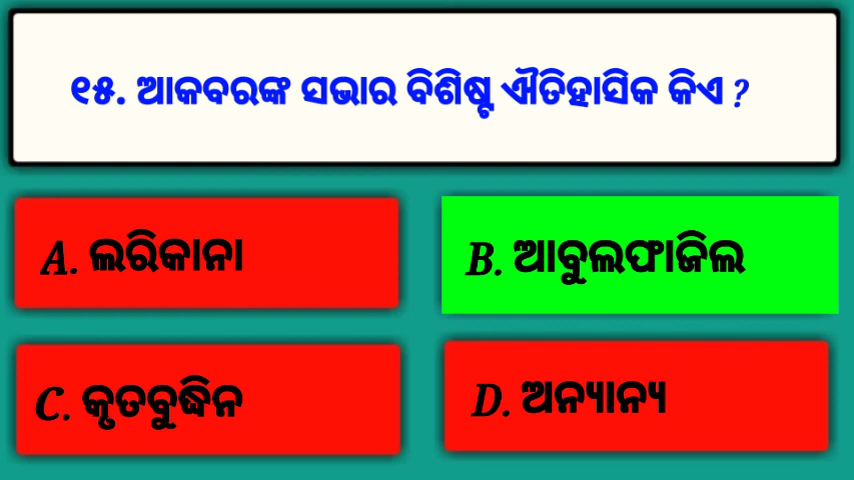 ୧୫. ଆକବରଙ୍କ ସଭାର ବିଶିଷ୍ଟ ଐତିହାସିକ କିଏ ?
A. ଲରିକାନା
B. ଆବୁଲଫାଜିଲ
C. କୃତବୁଦ୍ଧିନ
D. ଅନ୍ୟାନ୍ୟ